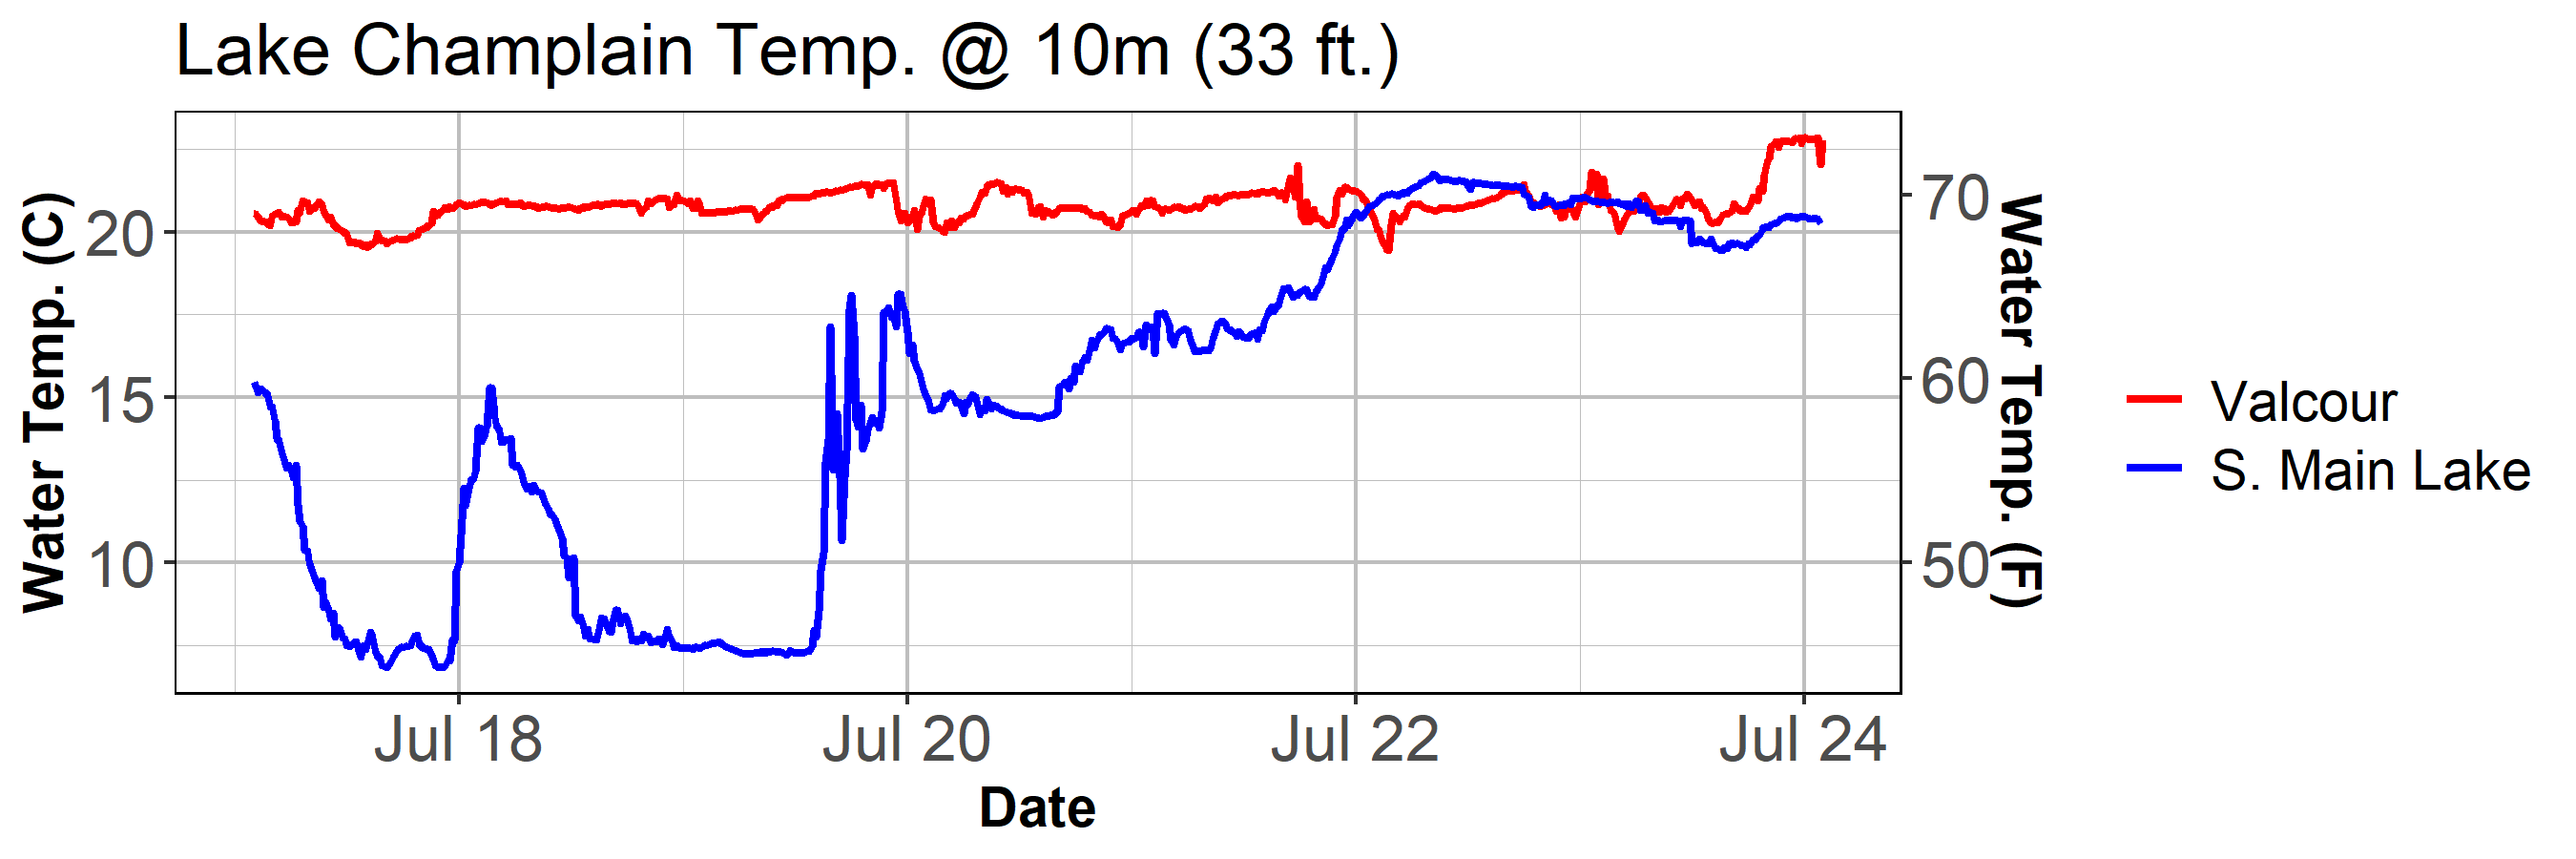 Lake Champlain Temp. @ 10m (33 ft.)
Water Temp. (C)
20
15
10
70
60
50
Water Temp. (F)
Jul 18
Jul 20
Jul 22
Jul 24
Date
Valcour
S. Main Lake